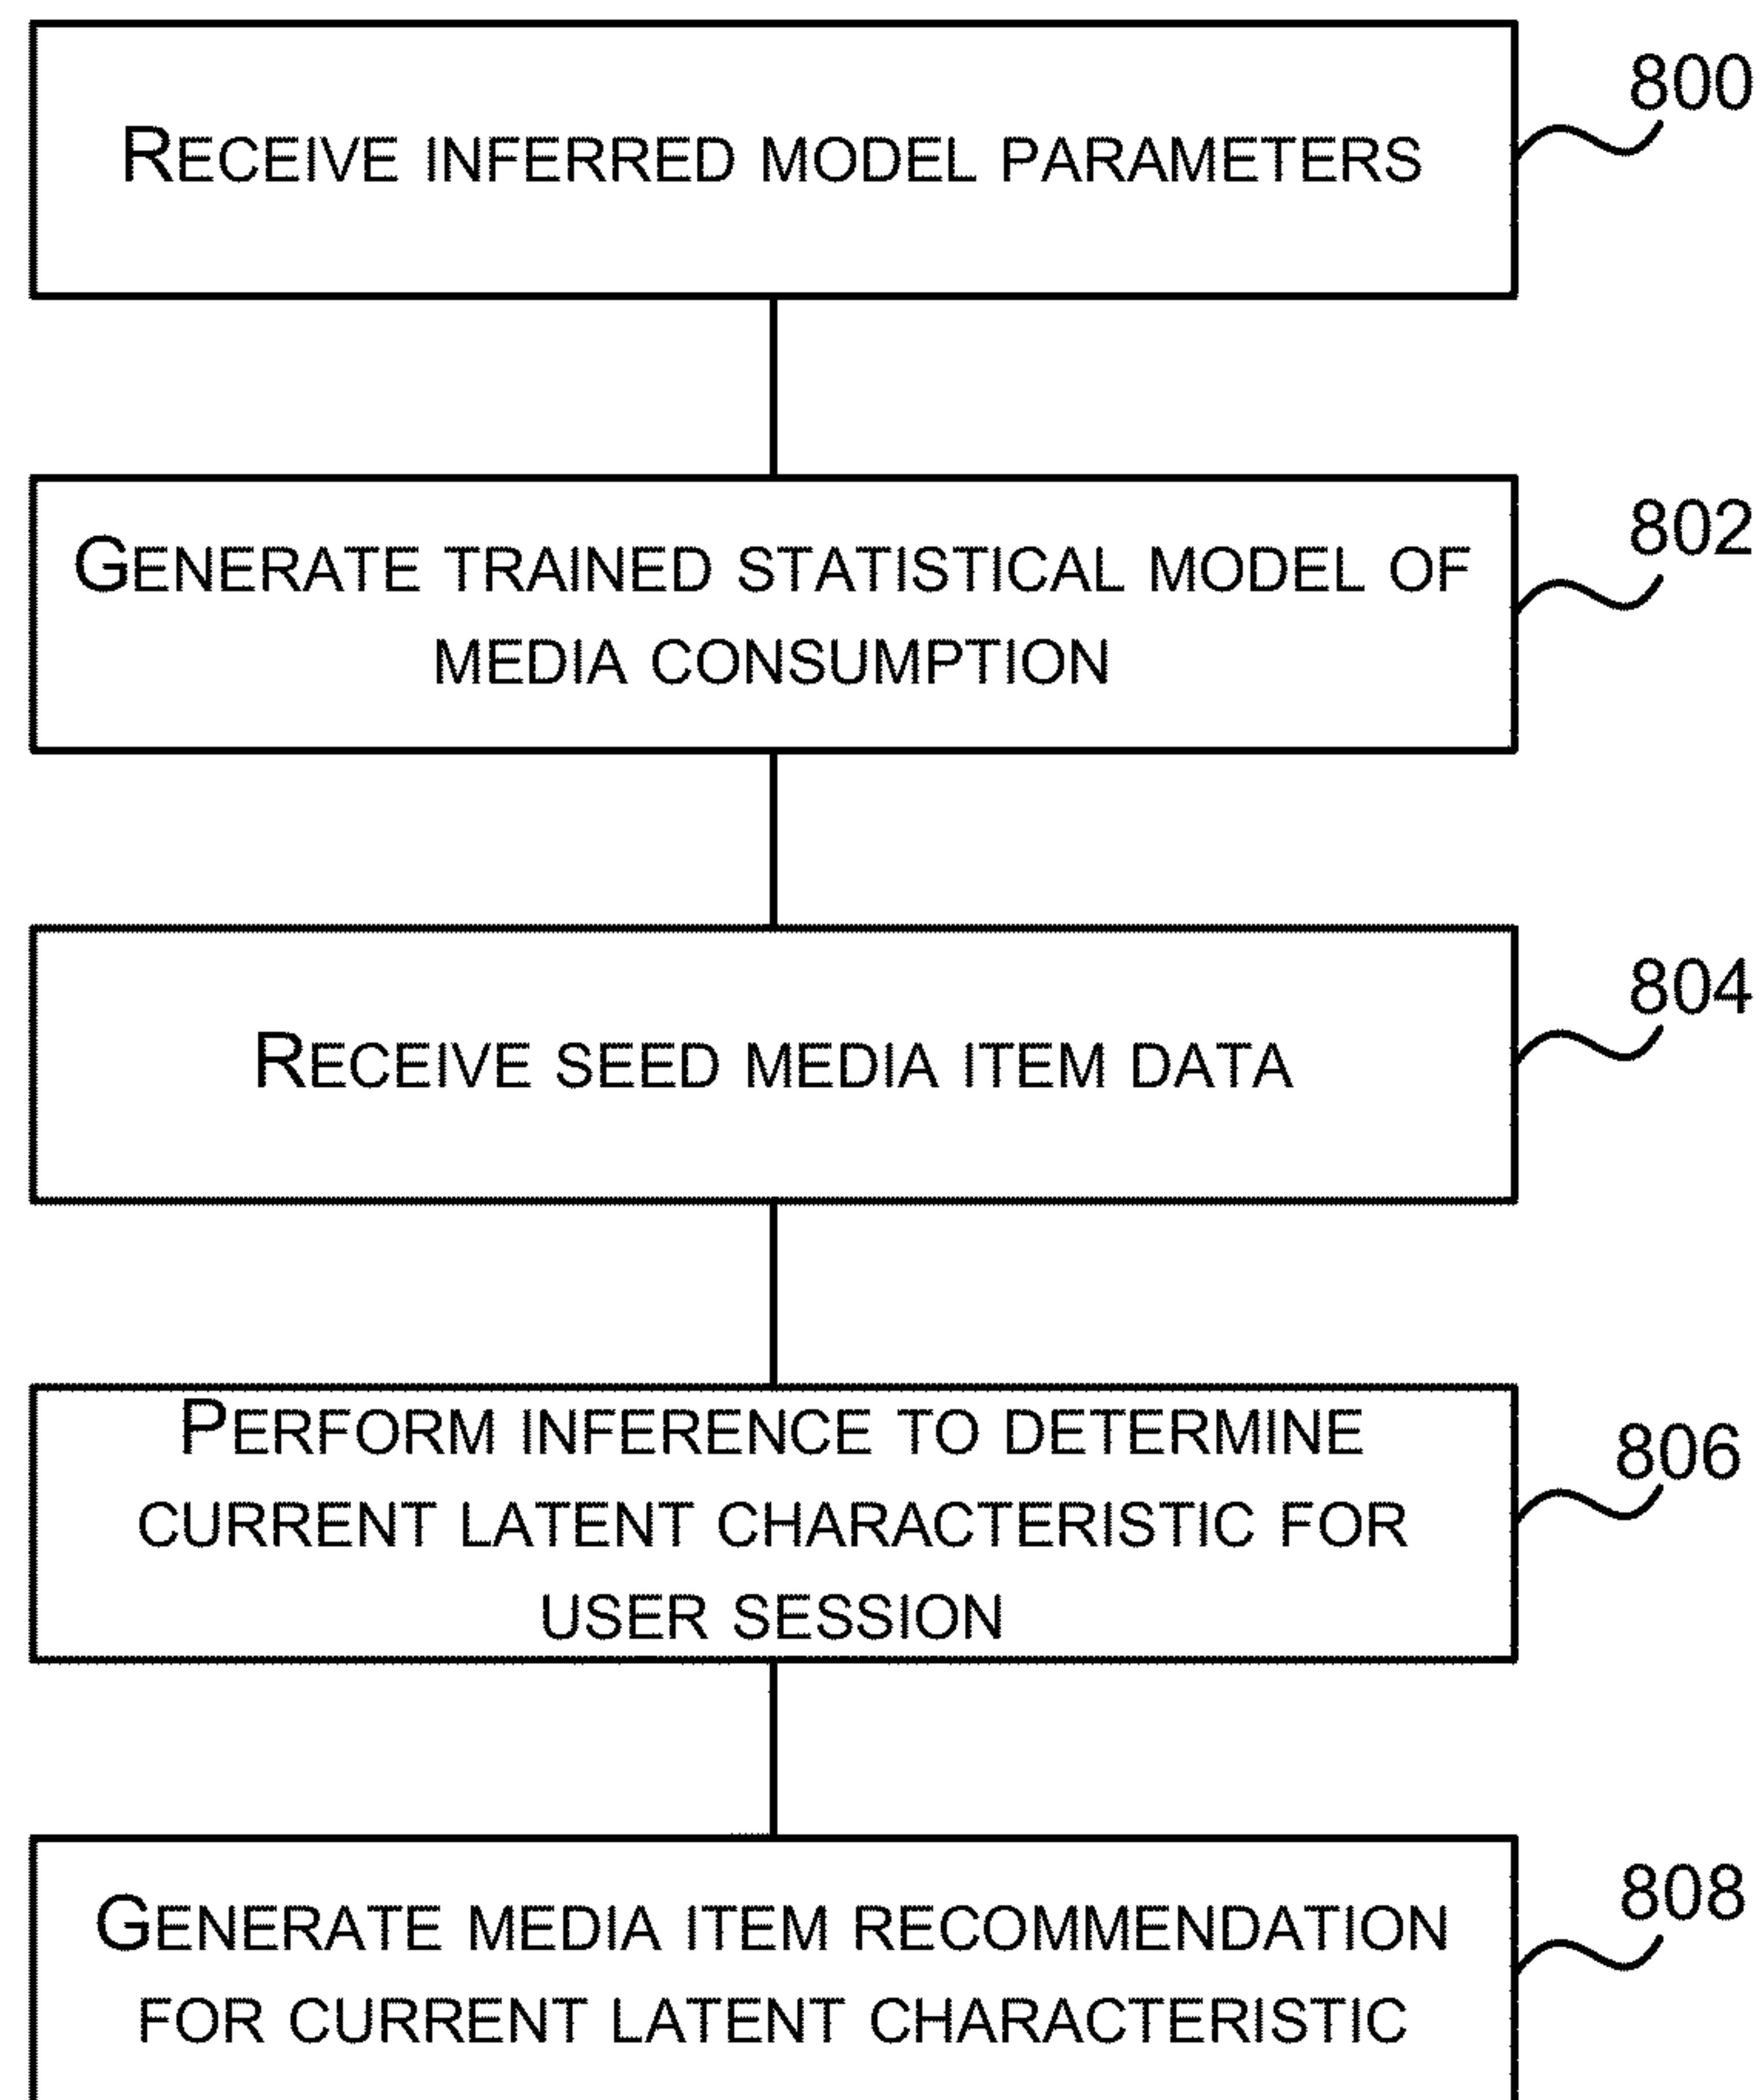 RECEIVE INFERRED MODEL PARAMETERS
800
GENERATE TRAINED STATISTICAL MODEL OF
MEDIA CONSUMPTION
802
RECEIVE SEED MEDIA ITEM DATA
804
PERFORM INFERENCE TO DETERMINE
CURRENT LATENT CHARACTERISTIC FOR
USER SESSION
806
GENERATE MEDIA ITEM RECOMMENDATION
FOR CURRENT LATENT CHARACTERISTIC
808